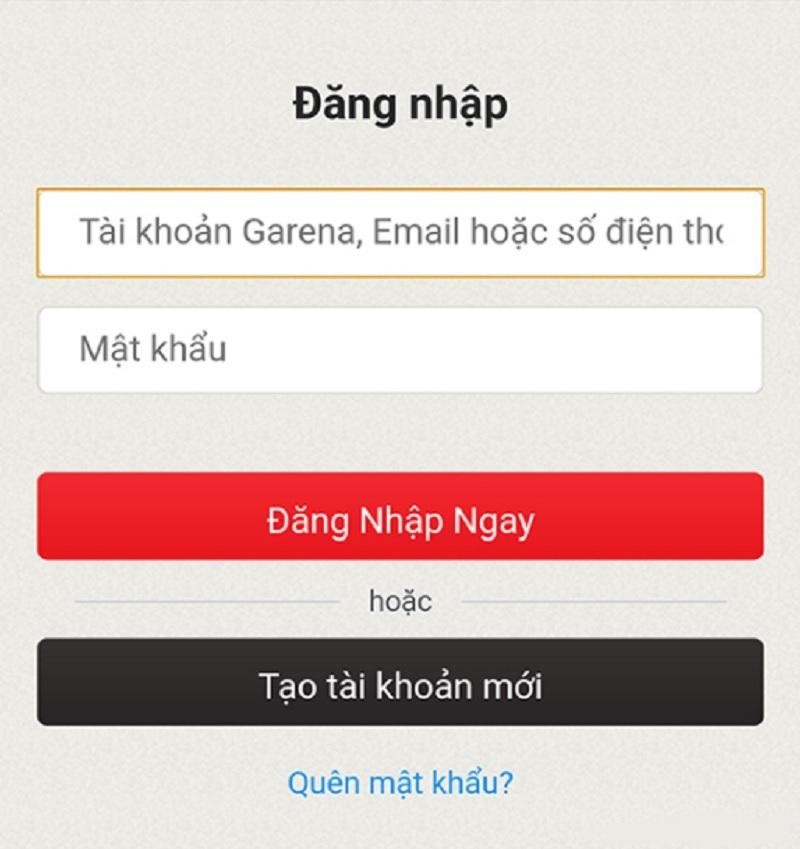 Đăng nhập
Tài khoản Garena, Email hoặc số điện
Mật khẩu
Đăng Nhập Ngay
hoặc
Tạo tài khoản mới
Quên mật khẩu?